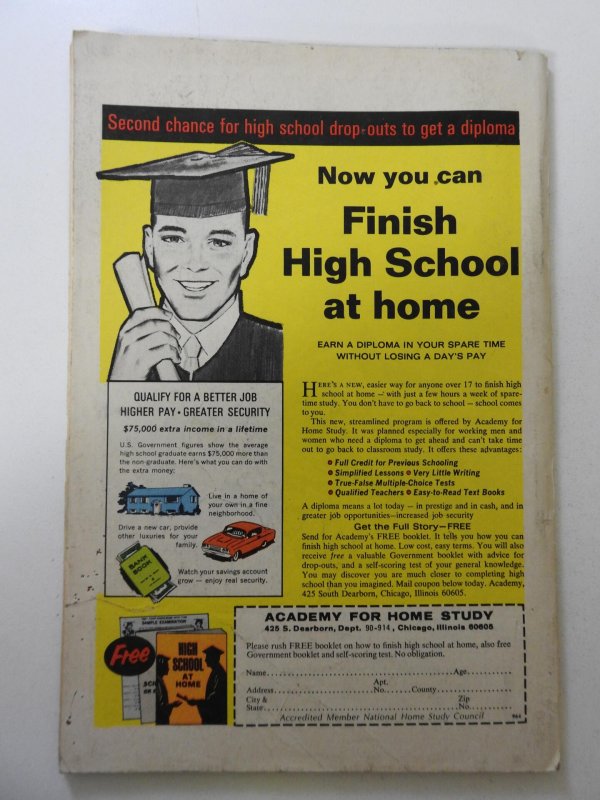 Second chance for high school drop-outs to get a diploma
Now you can
Finish
High School
at home
EARN A DIPLOMA IN YOUR SPARE TIME
WITHOUT LOSING A DAY'S PAY
QUALIFY FOR A BETTER JOB
HIGHER PAY • GREATER SECURITY
$75,000 extra income in a lifetime
U.S. Government figures show the average
high school graduate earns $75,000 more than
the non-graduate. Here's what you can do with
the extra money:
Live in a home of
your own in a fine
neighborhood.
Drive a new car, provide
other luxuries for your
family.
BANK
BOOK
Watch your savings account
grow — enjoy real security.
HERE'S A NEW, easier way for anyone over 17 to finish high
school at home — with just a few hours a week of spare-
time study. You don't have to go back to school — school comes
to you.
This new, streamlined program is offered by Academy for
Home Study. It was planned especially for working men and
women who need a diploma to get ahead and can't take time
out to go back to classroom study. It offers these advantages:
• Full Credit for Previous Schooling
• Simplified Lessons • Very Little Writing
• True-False Multiple-Choice Tests
• Qualified Teachers • Easy-to-Read Text Books
A diploma means a lot today — in prestige and in cash, and in
greater job opportunities—increased job security
Get the Full Story—FREE
Send for Academy's FREE booklet. It tells you how you can
finish high school at home. Low cost, easy terms. You will also
receive free a valuable Government booklet with advice for
drop-outs, and a self-scoring test of your general knowledge.
You may discover you are much closer to completing high
school than you imagined. Mail coupon below today. Academy,
425 South Dearborn, Chicago, Illinois 60605.
SAMPLE EXAMINATION
Free
HIGH
SCHOOL
AT
HOME
ACADEMY FOR HOME STUDY
425 S. Dearborn, Dept. 90-914, Chicago, Illinois 60605
Please rush FREE booklet on how to finish high school at home, also free
Government booklet and self-scoring test. No obligation.
Name Age
Apt.
Address No. County
City & Zip
State No.
Accredited Member National Home Study Council 964